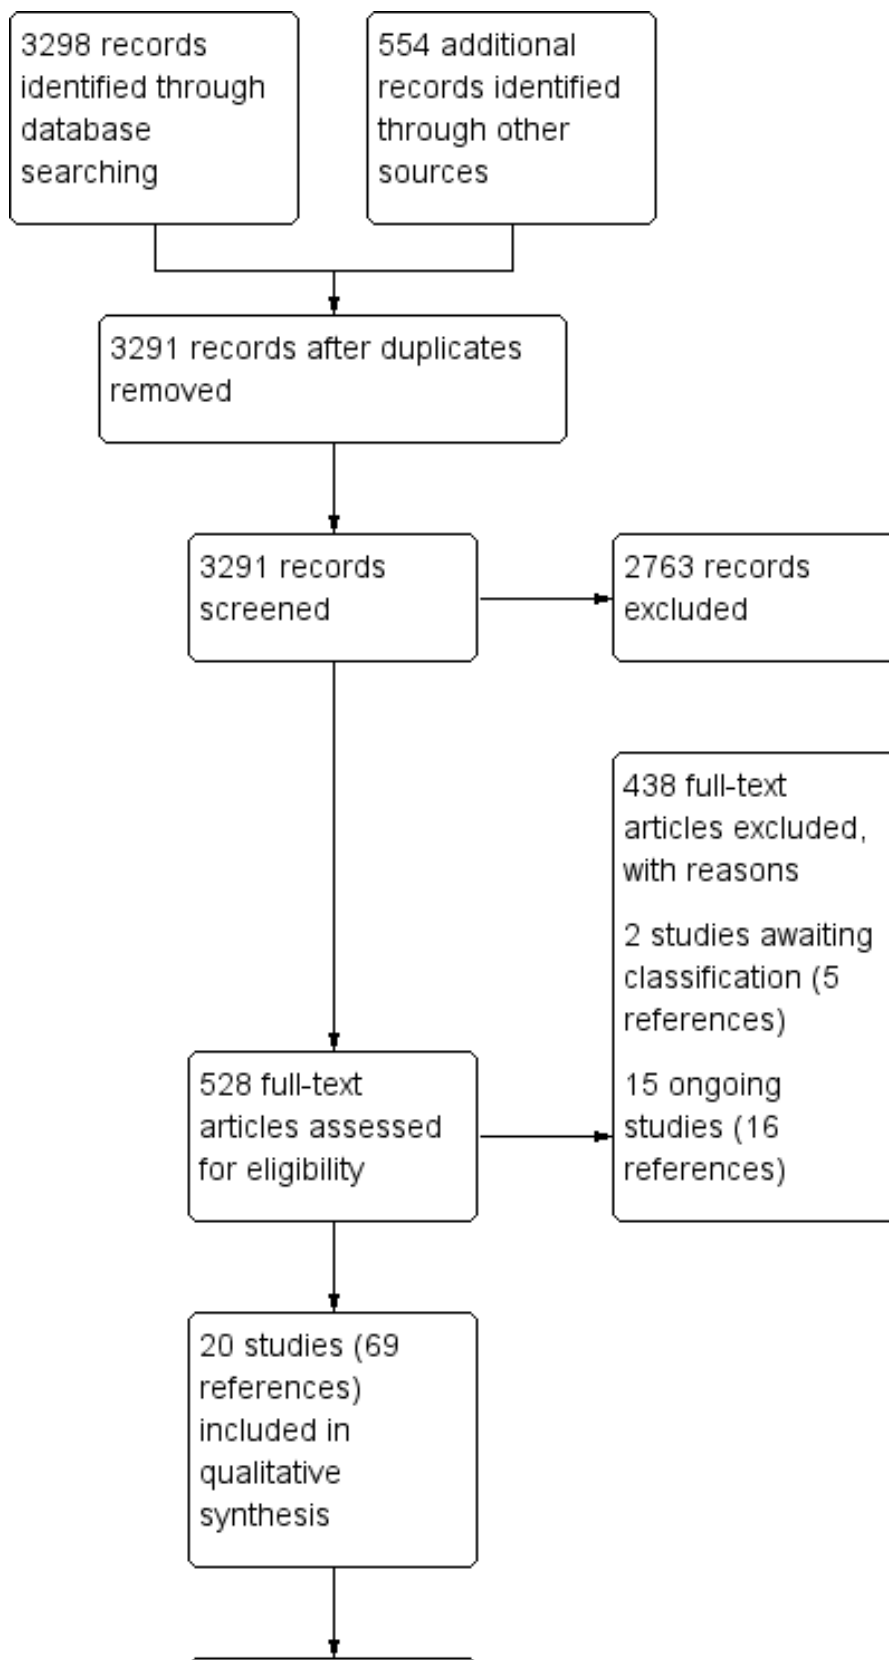 3298 records
identified through
database
searching
554 additional
records identified
through other
sources
3291 records after duplicates
removed
3291 records
screened
2763 records
excluded
438 full-text
articles excluded,
with reasons
2 studies awaiting
classification (5
references)
15 ongoing
studies (16
references)
528 full-text
articles assessed
for eligibility
20 studies (69
references)
included in
qualitative
synthesis